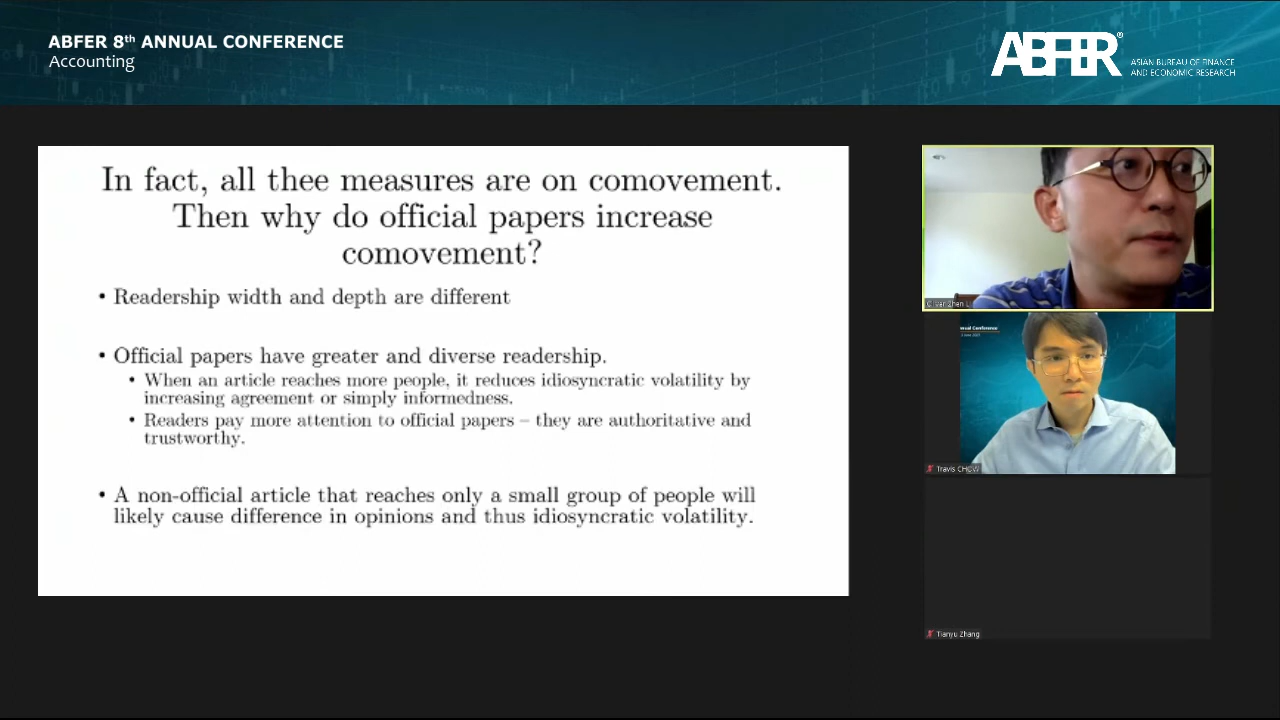 ABFER 8th ANNUAL CONFERENCE
Accounting
ABFER®
ASIAN BUREAU OF FINANCE
AND ECONOMIC RESEARCH
In fact, all thee measures are on comovement.
Then why do official papers increase
comovement?
• Readership width and depth are different
• Official papers have greater and diverse readership.
• When an article reaches more people, it reduces idiosyncratic volatility by
increasing agreement or simply informedness.
• Readers pay more attention to official papers – they are authoritative and
trustworthy.
• A non-official article that reaches only a small group of people will
likely cause difference in opinions and thus idiosyncratic volatility.
Zhen Li
nual Conference
Travis CHOW
Tianyu Zhang